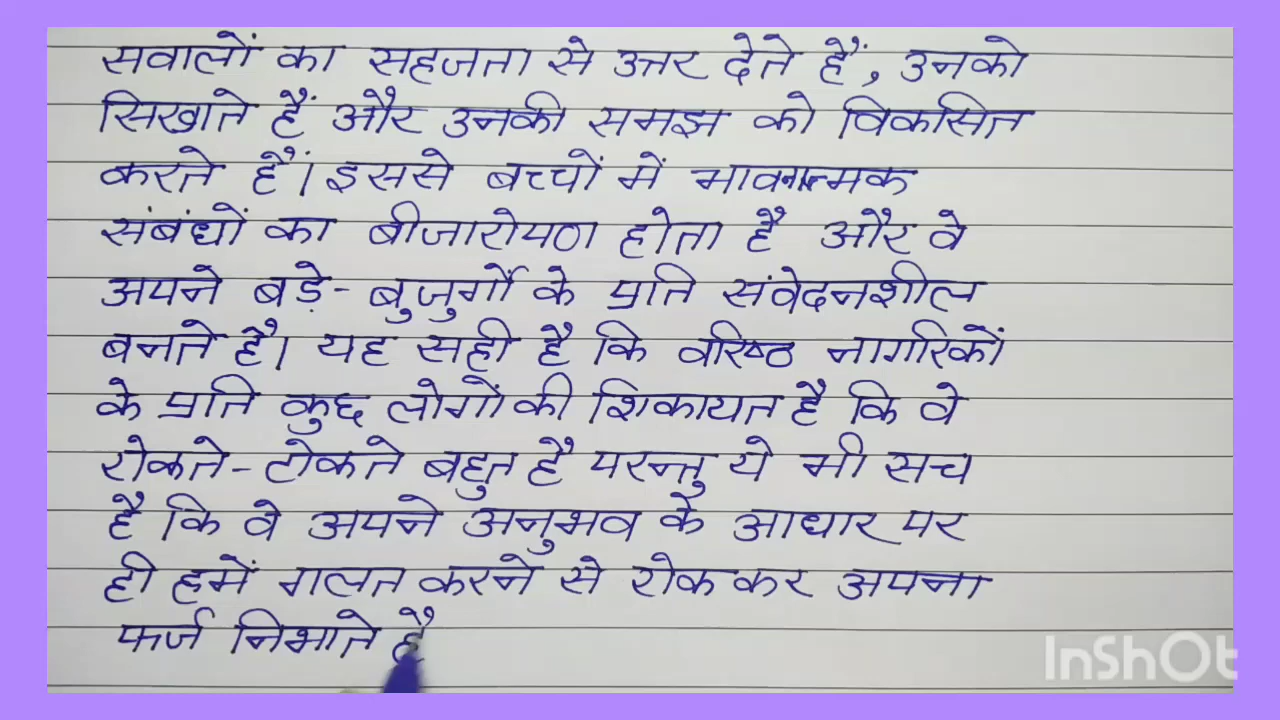 सवालों का सहजता से उत्तर देते हैं, उनको
सिखाते हैं और उनकी समझ को विकसित
करते हैं। इससे बच्चों में भावनात्मक
संबंधों का बीजारोपण होता है और वे
अपने बड़े-बुजुर्गों के प्रति संवेदनशील
बनते है। यह सही है कि वरिष्ठ नागरिकों
के प्रति कुछ लोगों की शिकायत है कि वे
रोकते-टोकते बहुत है परन्तु ये भी सच
है कि वे अपने अनुभव के आधार पर
ही हमें गलत करने से रोक कर अपना
फर्ज निभाते है
InShOt